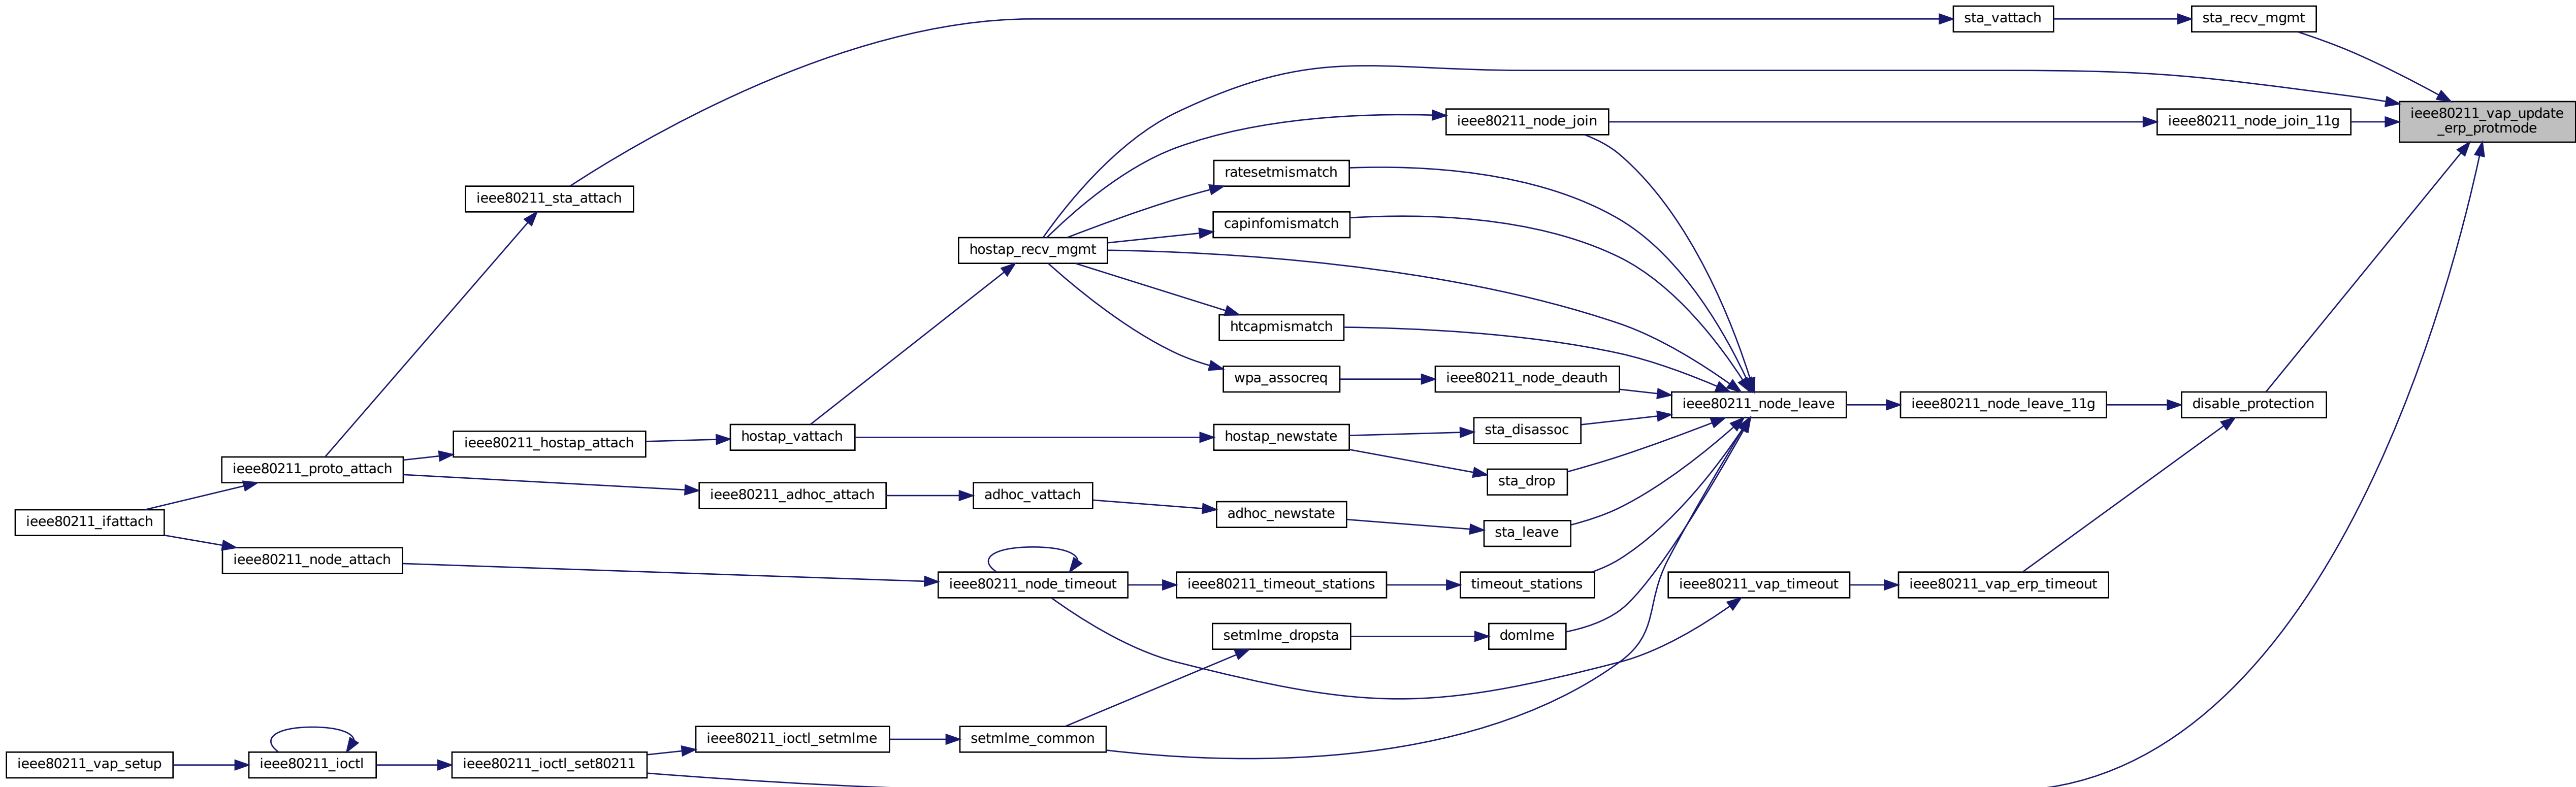 sta_vattach
sta_recv_mgmt
ieee80211_vap_update
_erp_protmode
ieee80211_node_join
ieee80211_node_join_11g
ratesetmismatch
ieee80211_sta_attach
capinfomismatch
hostap_recv_mgmt
htcapmismatch
wpa_assocreq
ieee80211_node_deauth
ieee80211_node_leave
ieee80211_node_leave_11g
disable_protection
sta_disassoc
ieee80211_hostap_attach
hostap_vattach
hostap_newstate
ieee80211_proto_attach
sta_drop
ieee80211_adhoc_attach
adhoc_vattach
adhoc_newstate
ieee80211_ifattach
sta_leave
ieee80211_node_attach
ieee80211_node_timeout
ieee80211_timeout_stations
timeout_stations
ieee80211_vap_timeout
ieee80211_vap_erp_timeout
setmlme_dropsta
domlme
ieee80211_ioctl_setmlme
setmlme_common
ieee80211_vap_setup
ieee80211_ioctl
ieee80211_ioctl_set80211